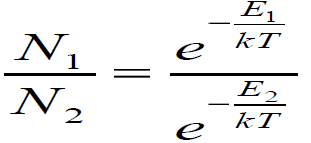 N₁/N₂ = e^(-E₁/kT) / e^(-E₂/kT)